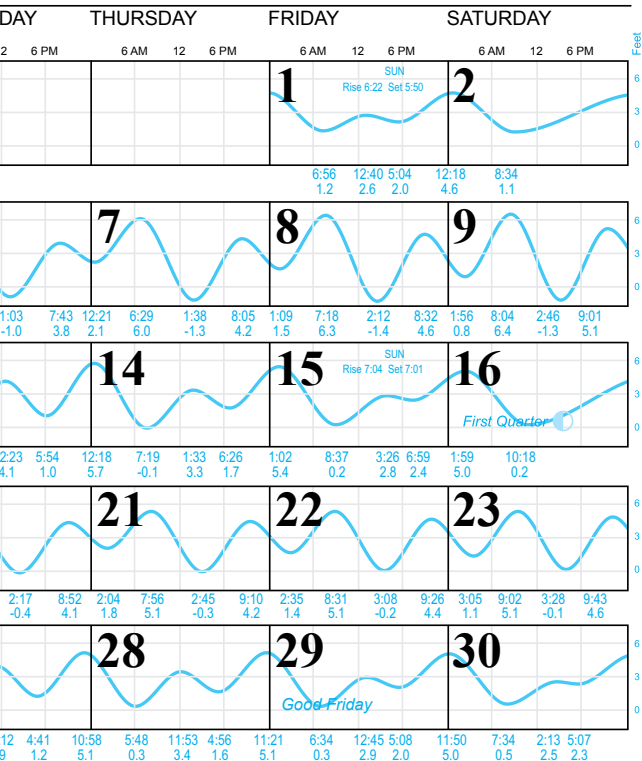 DAY THURSDAY FRIDAY SATURDAY
2 6 PM 6 AM 12 6 PM 6 AM 12 6 PM 6 AM 12 6 PM Feet
1 SUN 2
Rise 6:22 Set 5:50
6
3
0
6:56 12:40 5:04 12:18 8:34
1.2 2.6 2.0 4.6 1.1
7 8 9
6
3
0
1:03 7:43 12:21 6:29 1:38 8:05 1:09 7:18 2:12 8:32 1:56 8:04 2:46 9:01
-1.0 3.8 2.1 6.0 -1.3 4.2 1.5 6.3 -1.4 4.6 0.8 6.4 -1.3 5.1
14 15 SUN 16
Rise 7:04 Set 7:01
6
3
First Quarter
0
2:23 5:54 12:18 7:19 1:33 6:26 1:02 8:37 3:26 6:59 1:59 10:18
4.1 1.0 5.7 -0.1 3.3 1.7 5.4 0.2 2.8 2.4 5.0 0.2
21 22 23
6
3
0
2:17 8:52 2:04 7:56 2:45 9:10 2:35 8:31 3:08 9:26 3:05 9:02 3:28 9:43
-0.4 4.1 1.8 5.1 -0.3 4.2 1.4 5.1 -0.2 4.4 1.1 5.1 -0.1 4.6
28 29 30
6
3
Good Friday
0
:12 4:41 10:58 5:48 11:53 4:56 11:21 6:34 12:45 5:08 11:50 7:34 2:13 5:07
9 1.2 5.1 0.3 3.4 1.6 5.1 0.3 2.9 2.0 5.0 0.5 2.5 2.3